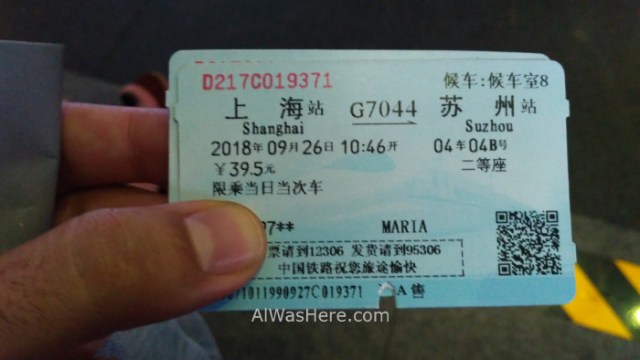 D217C019371 候车:候车室8
上海站 G7044 苏州站
Shanghai Suzhou
2018年09月26日10:46开 04车04B号
￥39.5元 二等座
限乘当日当次车
97** MARIA
票请到12306 发货请到95306
中国铁路祝您旅途愉快
1011990927C019371 A售
AlWasHere.com